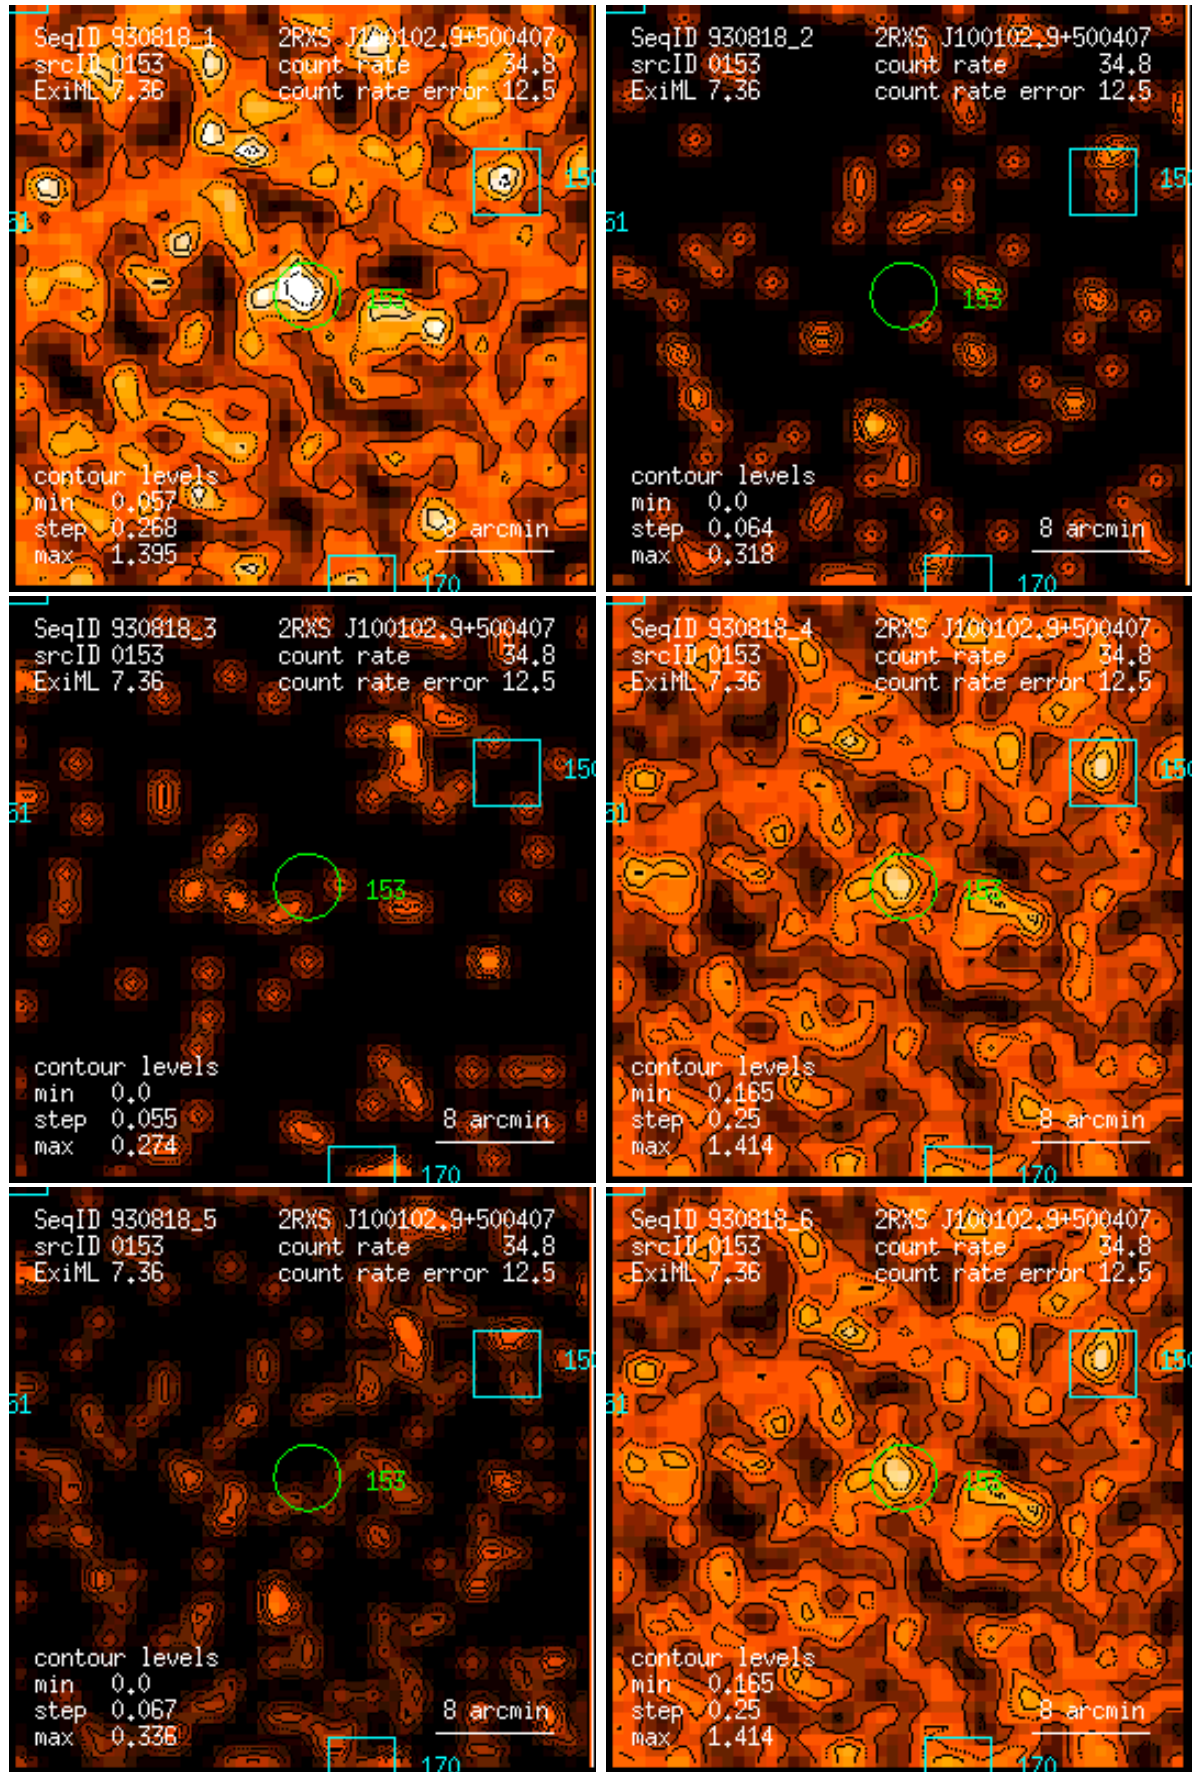 SeqID 930818_1 2RXS J100102.9+500407
srcID 0153 count rate 34.8
ExiML 7.36 count rate error 12.5
150
51
153
contour levels
min 0.057
step 0.268 8 arcmin
max 1.395
170
SeqID 930818_2 2RXS J100102.9+500407
srcID 0153 count rate 34.8
ExiML 7.36 count rate error 12.5
150
51
153
contour levels
min 0.0
step 0.064 8 arcmin
max 0.318
170
SeqID 930818_3 2RXS J100102.9+500407
srcID 0153 count rate 34.8
ExiML 7.36 count rate error 12.5
150
51
153
contour levels
min 0.0
step 0.055 8 arcmin
max 0.274
170
SeqID 930818_4 2RXS J100102.9+500407
srcID 0153 count rate 34.8
ExiML 7.36 count rate error 12.5
150
51
153
contour levels
min 0.165
step 0.25 8 arcmin
max 1.414
170
SeqID 930818_5 2RXS J100102.9+500407
srcID 0153 count rate 34.8
ExiML 7.36 count rate error 12.5
150
51
153
contour levels
min 0.0
step 0.067 8 arcmin
max 0.336
170
SeqID 930818_6 2RXS J100102.9+500407
srcID 0153 count rate 34.8
ExiML 7.36 count rate error 12.5
150
51
153
contour levels
min 0.165
step 0.25 8 arcmin
max 1.414
170